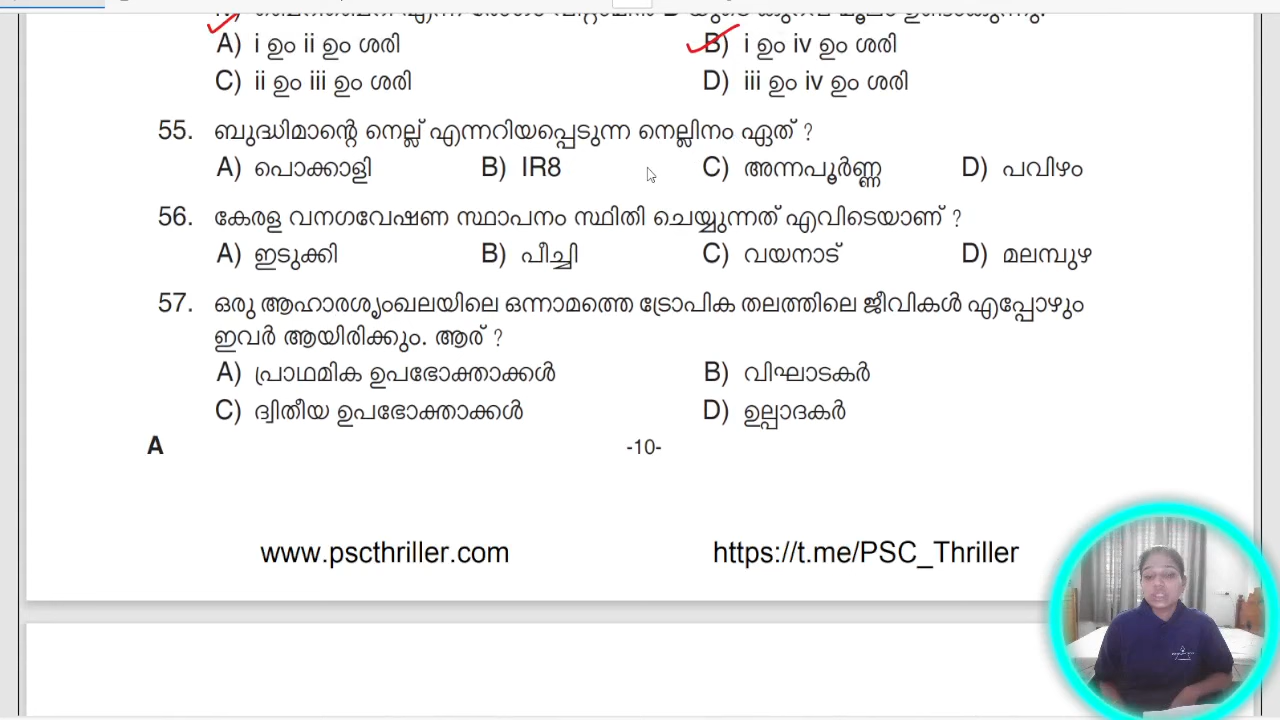 A) i ഉം ii ഉം ശരി B) i ഉം iv ഉം ശരി
C) ii ഉം iii ഉം ശരി D) iii ഉം iv ഉം ശരി
55. ബുദ്ധിമാന്റെ നെല്ല് എന്നറിയപ്പെടുന്ന നെല്ലിനം ഏത് ?
A) പൊക്കാളി B) IR8 C) അന്നപൂർണ്ണ D) പവിഴം
56. കേരള വനഗവേഷണ സ്ഥാപനം സ്ഥിതി ചെയ്യുന്നത് എവിടെയാണ് ?
A) ഇടുക്കി B) പീച്ചി C) വയനാട് D) മലമ്പുഴ
57. ഒരു ആഹാരശൃംഖലയിലെ ഒന്നാമത്തെ ട്രോപിക തലത്തിലെ ജീവികൾ എപ്പോഴും
ഇവർ ആയിരിക്കും. ആര് ?
A) പ്രാഥമിക ഉപഭോക്താക്കൾ B) വിഘാടകർ
C) ദ്വിതീയ ഉപഭോക്താക്കൾ D) ഉല്പാദകർ
A -10-
www.pscthriller.com https://t.me/PSC_Thriller